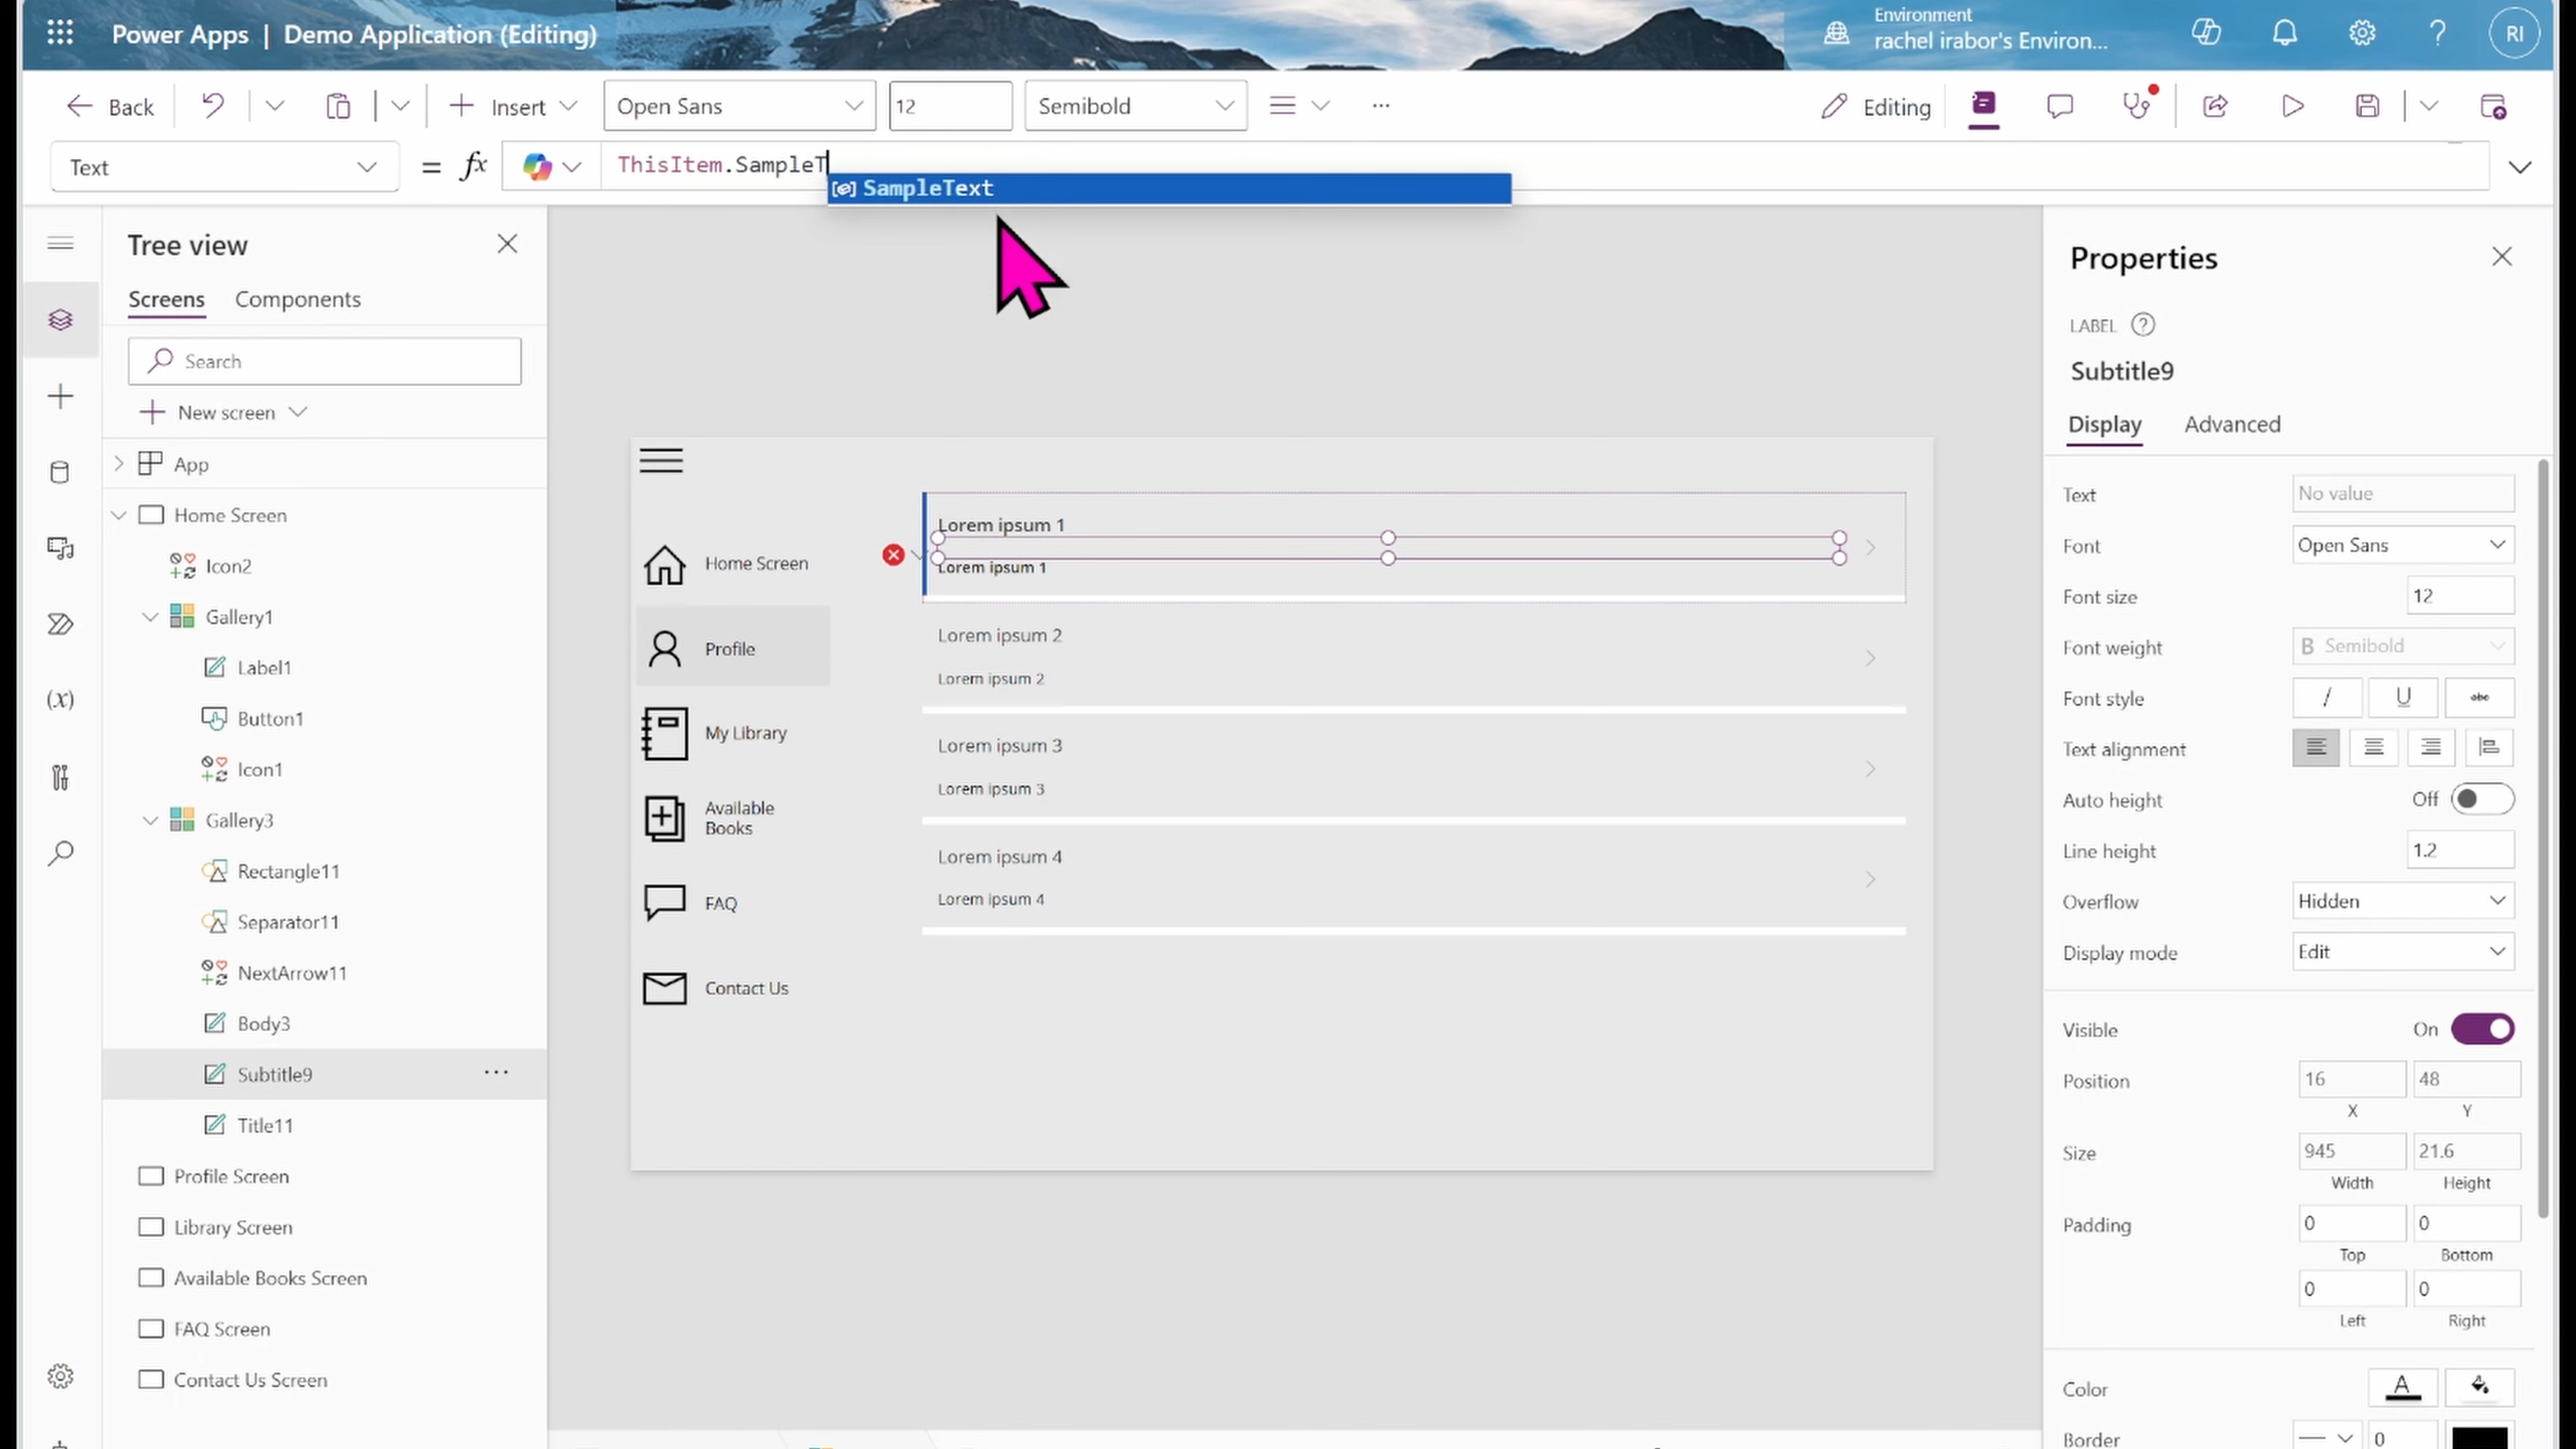 Power Apps | Demo Application (Editing)
Environment
rachel irabor's Environ...
RI
Back
Insert
Open Sans
12
Semibold
...
Editing
Text
= fx
ThisItem.SampleT
SampleText
Tree view
Screens
Components
Search
New screen
App
Home Screen
Icon2
Gallery1
Label1
Button1
Icon1
Gallery3
Rectangle11
Separator11
NextArrow11
Body3
Subtitle9
...
Title11
Profile Screen
Library Screen
Available Books Screen
FAQ Screen
Contact Us Screen
Home Screen
Profile
My Library
Available
Books
FAQ
Contact Us
Lorem ipsum 1
Lorem ipsum 1
Lorem ipsum 2
Lorem ipsum 2
Lorem ipsum 3
Lorem ipsum 3
Lorem ipsum 4
Lorem ipsum 4
Properties
LABEL ?
Subtitle9
Display
Advanced
Text
No value
Font
Open Sans
Font size
12
Font weight
B Semibold
Font style
/ U abc
Text alignment
Auto height
Off
Line height
1.2
Overflow
Hidden
Display mode
Edit
Visible
On
Position
16
48
X
Y
Size
945
21.6
Width
Height
Padding
0
0
Top
Bottom
0
0
Left
Right
Color
A
Border
0